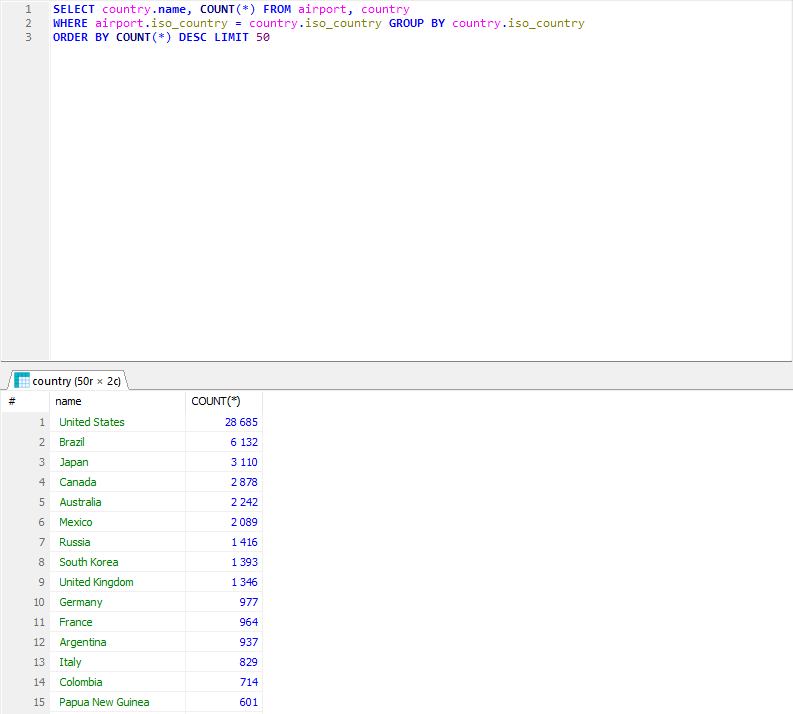 1 SELECT country.name, COUNT(*) FROM airport, country
2 WHERE airport.iso_country = country.iso_country GROUP BY country.iso_country
3 ORDER BY COUNT(*) DESC LIMIT 50
country (50r × 2c)
# name COUNT(*)
1 United States 28 685
2 Brazil 6 132
3 Japan 3 110
4 Canada 2 878
5 Australia 2 242
6 Mexico 2 089
7 Russia 1 416
8 South Korea 1 393
9 United Kingdom 1 346
10 Germany 977
11 France 964
12 Argentina 937
13 Italy 829
14 Colombia 714
15 Papua New Guinea 601